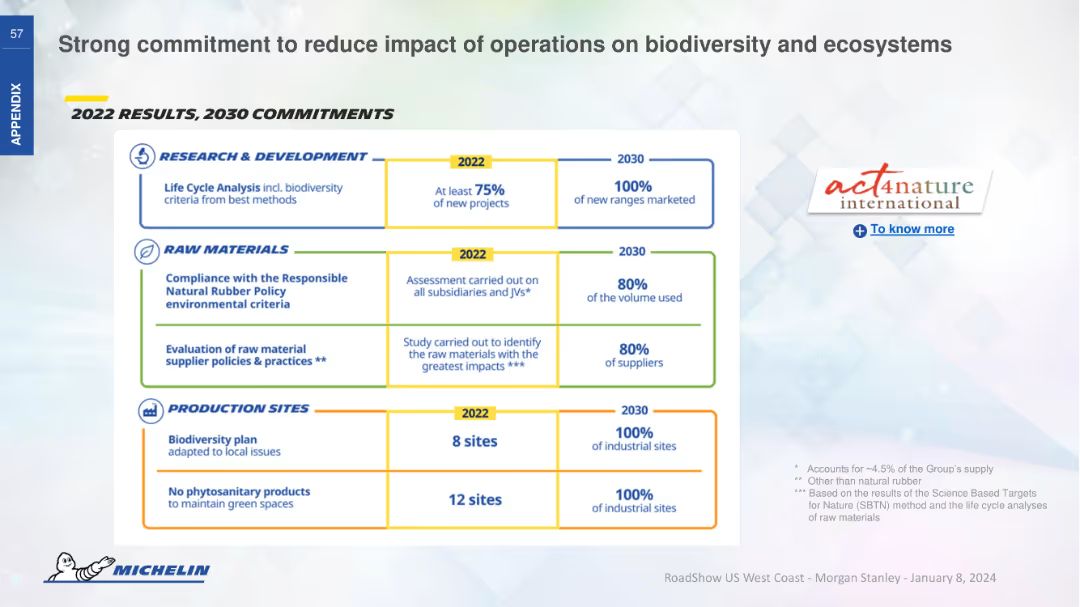 57
APPENDIX
Strong commitment to reduce impact of operations on biodiversity and ecosystems
2022 RESULTS, 2030 COMMITMENTS
RESEARCH & DEVELOPMENT
2022
2030
Life Cycle Analysis incl. biodiversity
criteria from best methods
At least 75%
of new projects
100%
of new ranges marketed
RAW MATERIALS
2022
2030
Compliance with the Responsible
Natural Rubber Policy
environmental criteria
Assessment carried out on
all subsidiaries and JVs*
80%
of the volume used
Evaluation of raw material
supplier policies & practices **
Study carried out to identify
the raw materials with the
greatest impacts ***
80%
of suppliers
PRODUCTION SITES
2022
2030
Biodiversity plan
adapted to local issues
8 sites
100%
of industrial sites
No phytosanitary products
to maintain green spaces
12 sites
100%
of industrial sites
act4nature
international
To know more
* Accounts for ~4.5% of the Group's supply
** Other than natural rubber
*** Based on the results of the Science Based Targets
for Nature (SBTN) method and the life cycle analyses
of raw materials
MICHELIN
RoadShow US West Coast - Morgan Stanley - January 8, 2024